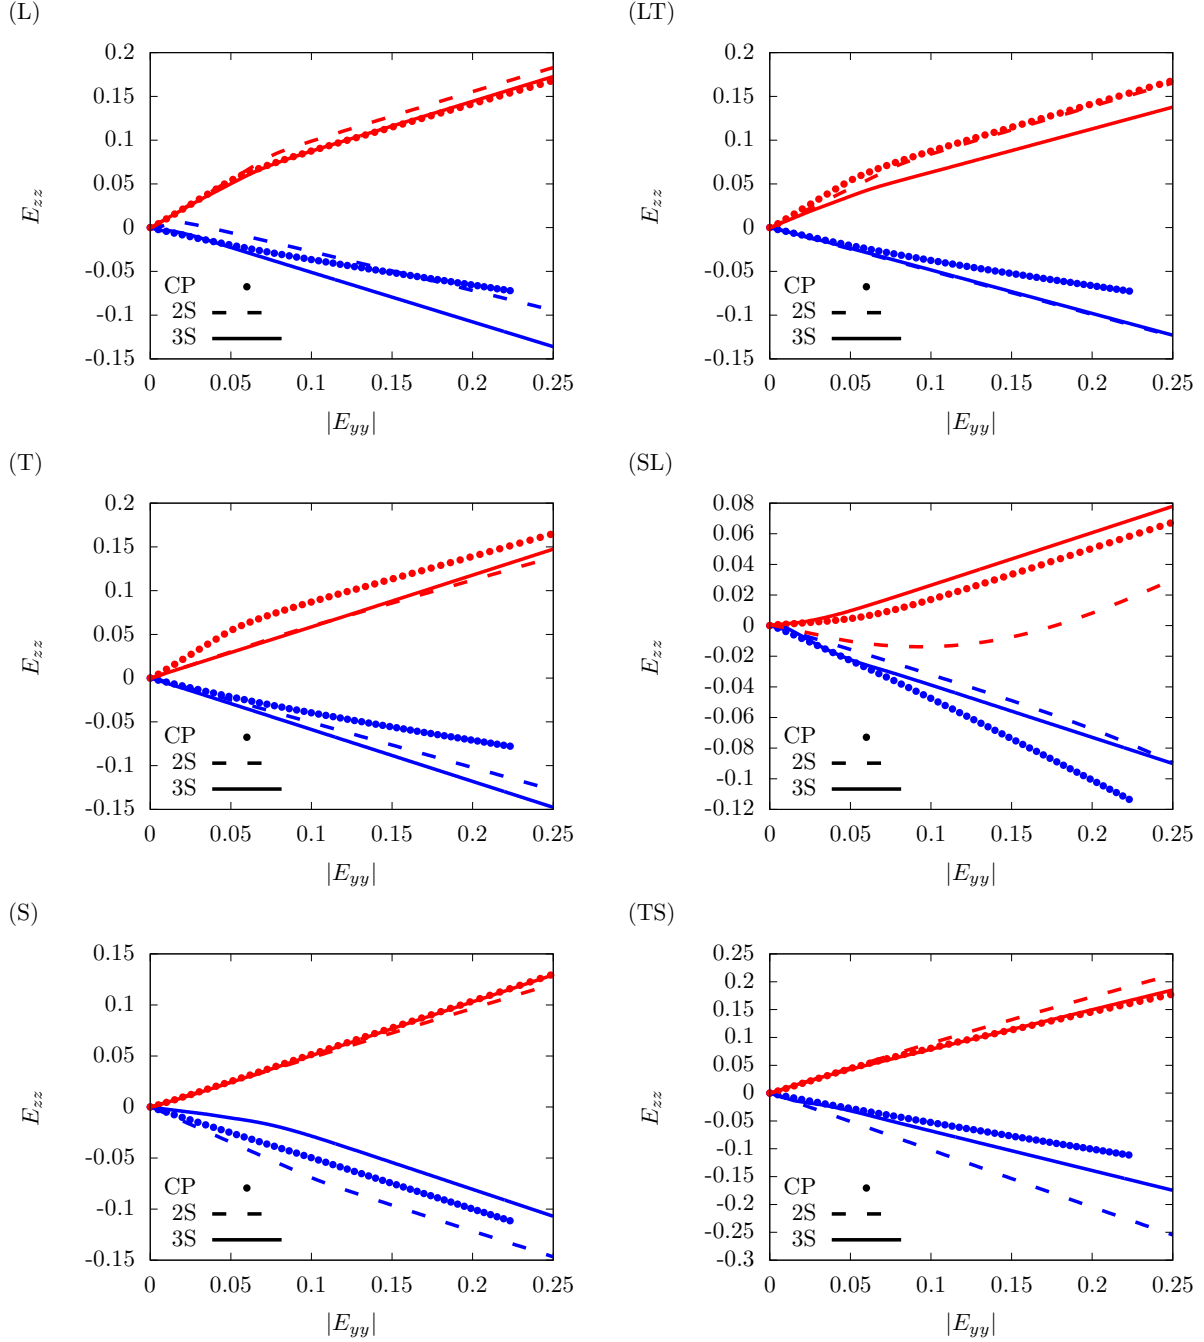 (L)
0.2
0.15
0.1
0.05
0
-0.05
-0.1
-0.15
E_{zz}
CP
2S
3S
0 0.05 0.1 0.15 0.2 0.25
|E_{yy}|
(LT)
0.2
0.15
0.1
0.05
0
-0.05
-0.1
-0.15
E_{zz}
CP
2S
3S
0 0.05 0.1 0.15 0.2 0.25
|E_{yy}|
(T)
0.2
0.15
0.1
0.05
0
-0.05
-0.1
-0.15
E_{zz}
CP
2S
3S
0 0.05 0.1 0.15 0.2 0.25
|E_{yy}|
(SL)
0.08
0.06
0.04
0.02
0
-0.02
-0.04
-0.06
-0.08
-0.1
-0.12
E_{zz}
CP
2S
3S
0 0.05 0.1 0.15 0.2 0.25
|E_{yy}|
(S)
0.15
0.1
0.05
0
-0.05
-0.1
-0.15
E_{zz}
CP
2S
3S
0 0.05 0.1 0.15 0.2 0.25
|E_{yy}|
(TS)
0.25
0.2
0.15
0.1
0.05
0
-0.05
-0.1
-0.15
-0.2
-0.25
-0.3
E_{zz}
CP
2S
3S
0 0.05 0.1 0.15 0.2 0.25
|E_{yy}|